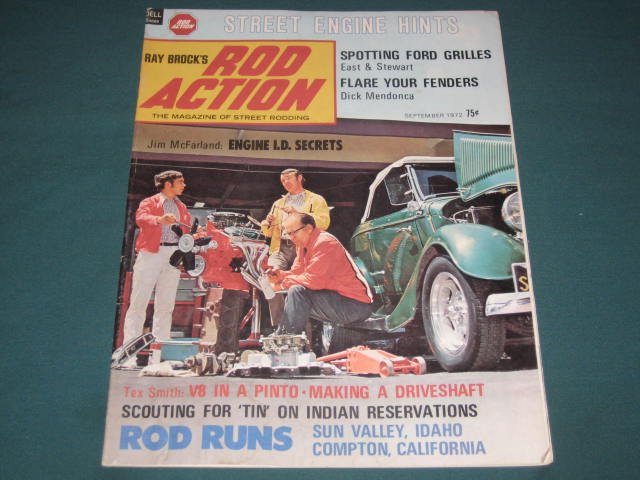 DELL
ROD
ACTION
STREET ENGINE HINTS
RAY BROCK'S
ROD
ACTION
THE MAGAZINE OF STREET RODDING
SPOTTING FORD GRILLES
East & Stewart
FLARE YOUR FENDERS
Dick Mendonca
SEPTEMBER 1972 75¢
Jim McFarland: ENGINE I.D. SECRETS
Tex Smith: V8 IN A PINTO • MAKING A DRIVESHAFT
SCOUTING FOR 'TIN' ON INDIAN RESERVATIONS
ROD RUNS
SUN VALLEY, IDAHO
COMPTON, CALIFORNIA